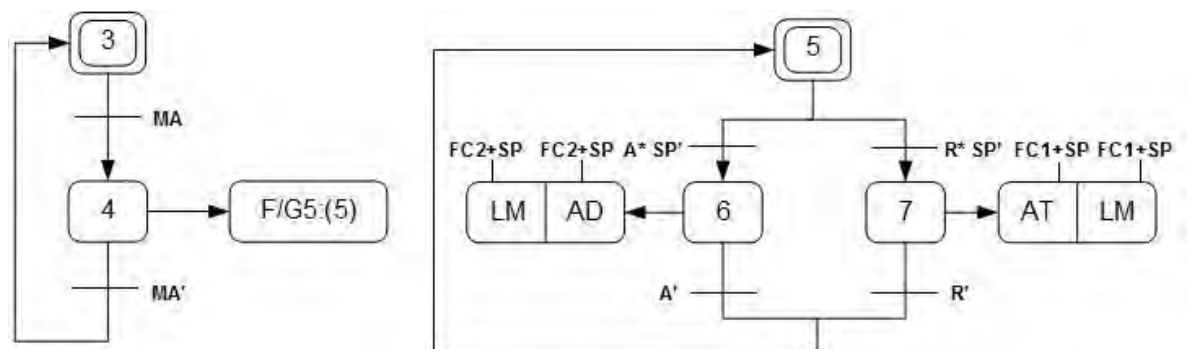 3
MA
4
F/G5:(5)
MA'
5
FC2+SP FC2+SP A* SP'
R* SP' FC1+SP FC1+SP
LM AD
6
7
AT LM
A'
R'